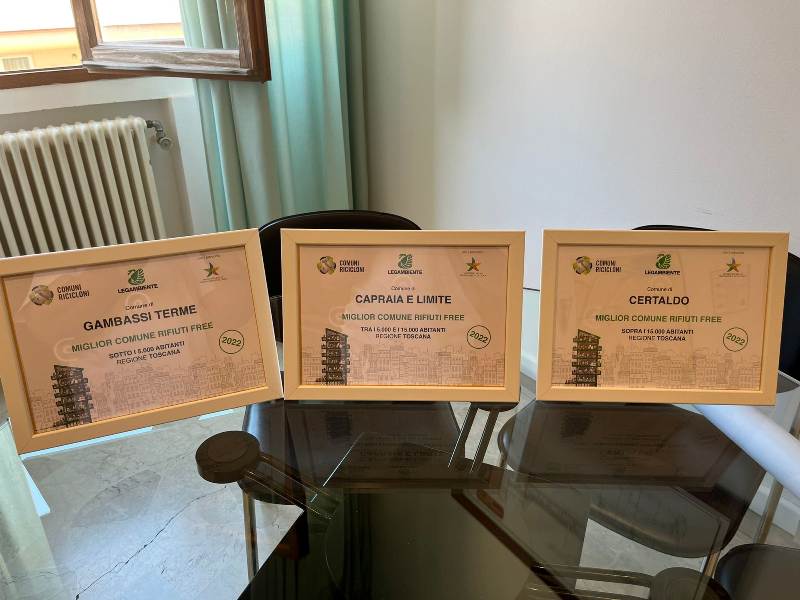 COMUNI
RICICLONI
LEGAMBIENTE
Comune di
GAMBASSI TERME
MIGLIOR COMUNE RIFIUTI FREE
SOTTO I 5.000 ABITANTI
REGIONE TOSCANA
2022
COMUNI
RICICLONI
LEGAMBIENTE
Comune di
CAPRAIA E LIMITE
MIGLIOR COMUNE RIFIUTI FREE
TRA I 5.000 E I 15.000 ABITANTI
REGIONE TOSCANA
2022
COMUNI
RICICLONI
LEGAMBIENTE
Comune di
CERTALDO
MIGLIOR COMUNE RIFIUTI FREE
SOPRA I 15.000 ABITANTI
REGIONE TOSCANA
2022